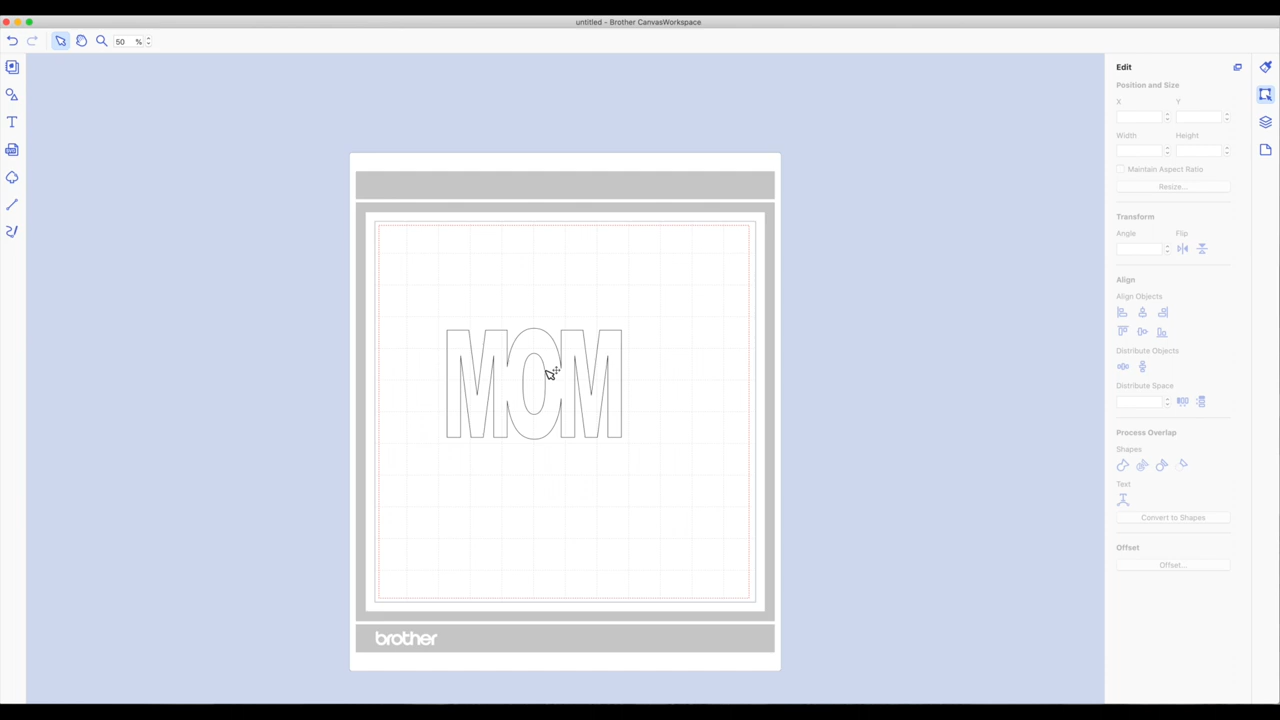 untitled - Brother CanvasWorkspace
50 %
Edit
Position and Size
X Y
Width Height
Maintain Aspect Ratio
Resize...
Transform
Angle Flip
Align
Align Objects
Distribute Objects
Distribute Space
Process Overlap
Shapes
Text
Convert to Shapes
Offset
Offset...
MOM
brother